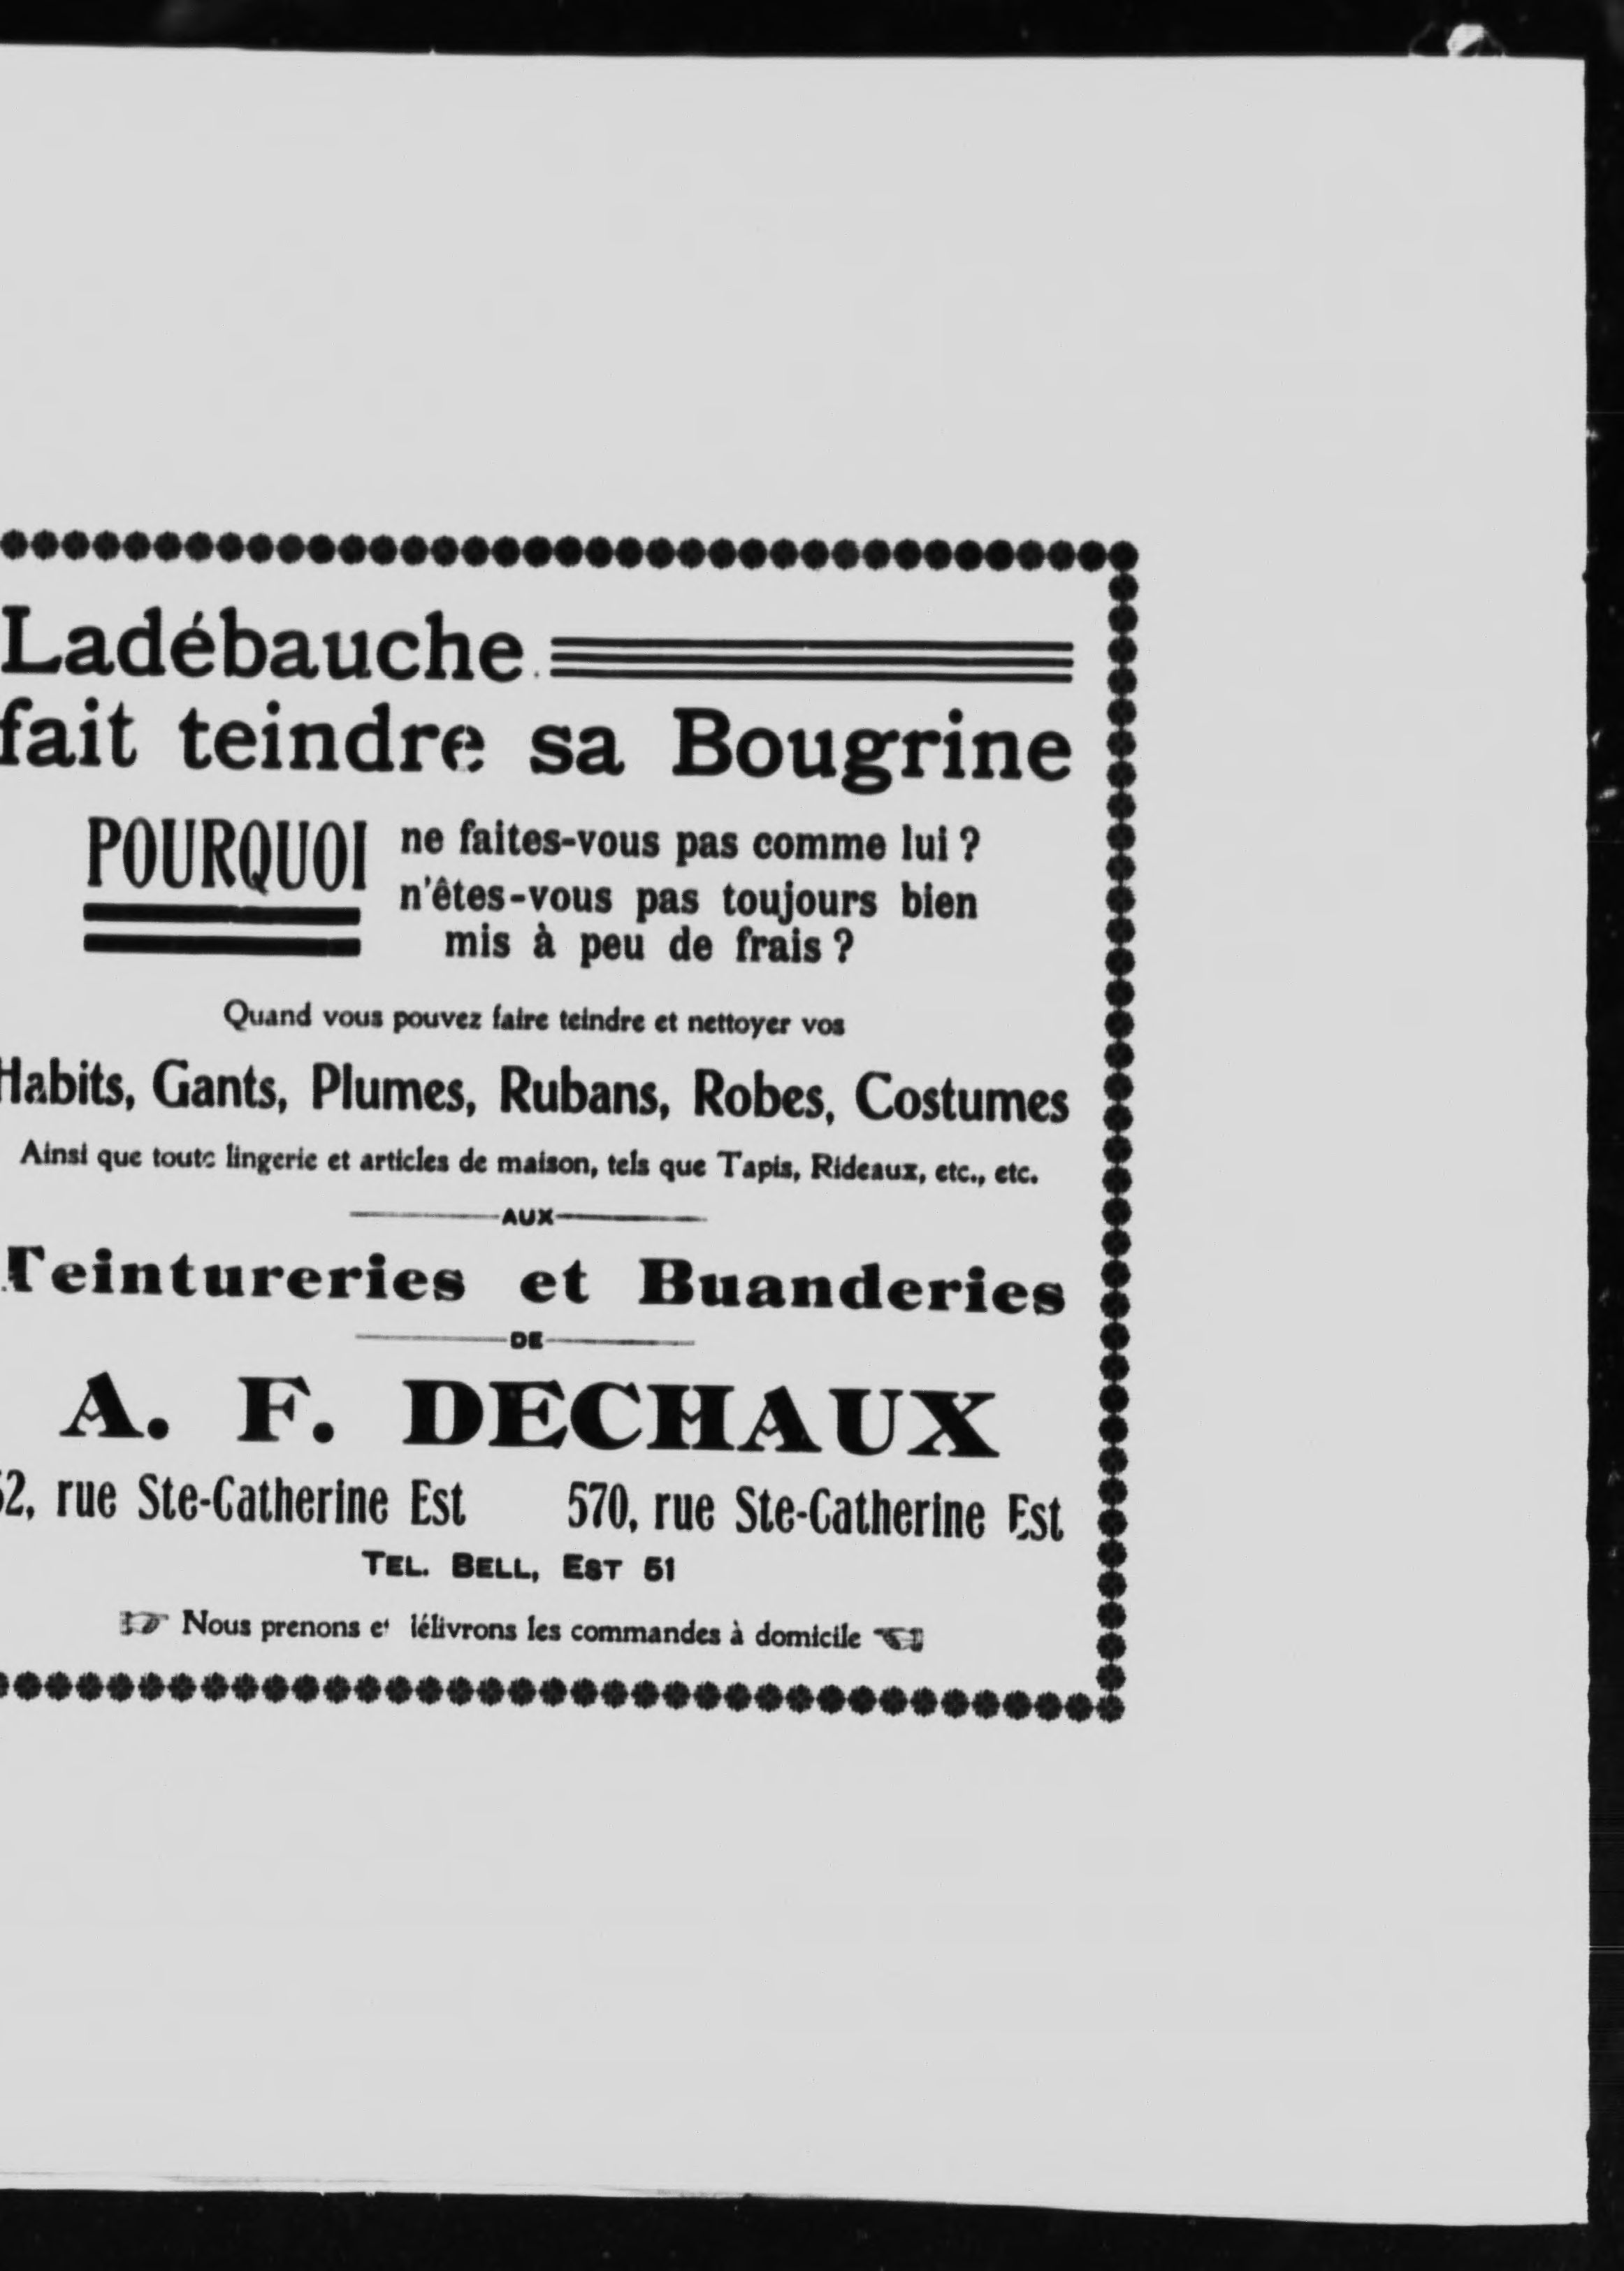 Ladébauche
fait teindre sa Bougrine
POURQUOI
ne faites-vous pas comme lui ?
n'êtes-vous pas toujours bien
mis à peu de frais ?
Quand vous pouvez faire teindre et nettoyer vos
Habits, Gants, Plumes, Rubans, Robes, Costumes
Ainsi que toute lingerie et articles de maison, tels que Tapis, Rideaux, etc., etc.
AUX
Teintureries et Buanderies
DE
A. F. DECHAUX
rue Ste-Catherine Est 570, rue Ste-Catherine Est
TEL. BELL, EST 51
Nous prenons et délivrons les commandes à domicile